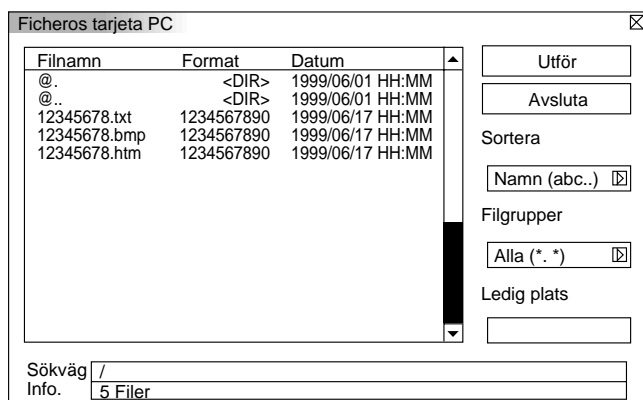 Ficheros tarjeta PC
Filnamn Format Datum
@. <DIR> 1999/06/01 HH:MM
@.. <DIR> 1999/06/01 HH:MM
12345678.txt 1234567890 1999/06/17 HH:MM
12345678.bmp 1234567890 1999/06/17 HH:MM
12345678.htm 1234567890 1999/06/17 HH:MM
Utför
Avsluta
Sortera
Namn (abc..)
Filgrupper
Alla (*. *)
Ledig plats
Sökväg /
Info. 5 Filer